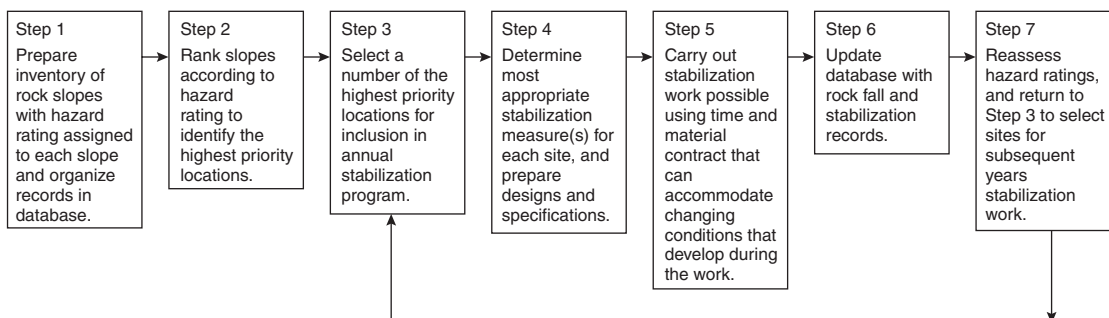 Step 1
Prepare
inventory of
rock slopes
with hazard
rating assigned
to each slope
and organize
records in
database.
Step 2
Rank slopes
according to
hazard
rating to
identify the
highest priority
locations.
Step 3
Select a
number of the
highest priority
locations for
inclusion in
annual
stabilization
program.
Step 4
Determine
most
appropriate
stabilization
measure(s) for
each site, and
prepare
designs and
specifications.
Step 5
Carry out
stabilization
work possible
using time and
material
contract that
can
accommodate
changing
conditions that
develop during
the work.
Step 6
Update
database with
rock fall and
stabilization
records.
Step 7
Reassess
hazard ratings,
and return to
Step 3 to select
sites for
subsequent
years
stabilization
work.